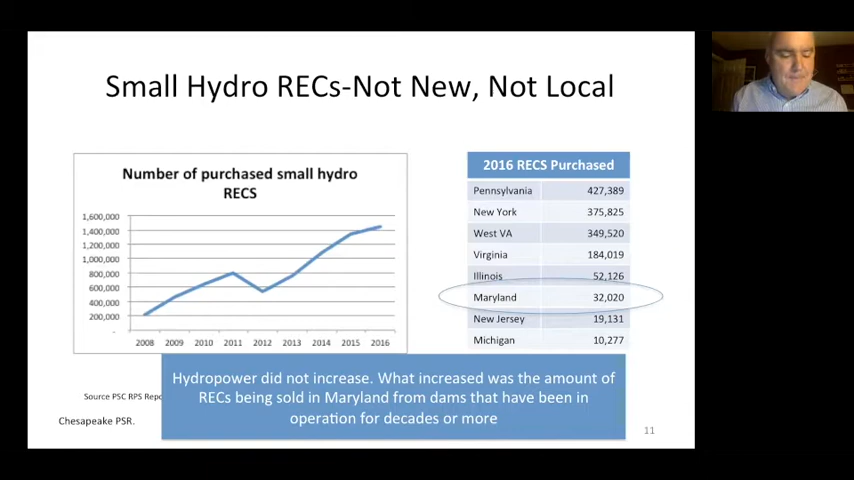 Small Hydro RECs-Not New, Not Local
Number of purchased small hydro
RECS
1,600,000
1,400,000
1,200,000
1,000,000
800,000
600,000
400,000
200,000
-
2008 2009 2010 2011 2012 2013 2014 2015 2016
2016 RECS Purchased
Pennsylvania 427,389
New York 375,825
West VA 349,520
Virginia 184,019
Illinois 52,126
Maryland 32,020
New Jersey 19,131
Michigan 10,277
Hydropower did not increase. What increased was the amount of
RECs being sold in Maryland from dams that have been in
operation for decades or more
Source PSC RPS Repo
Chesapeake PSR.
11